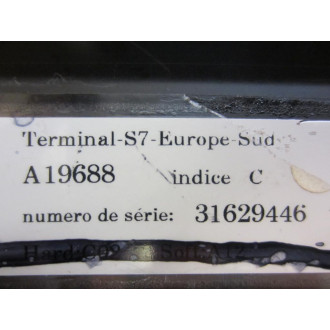 Terminal-S7-Europe-Sud
A19688 indice C
numero de série: 31629446